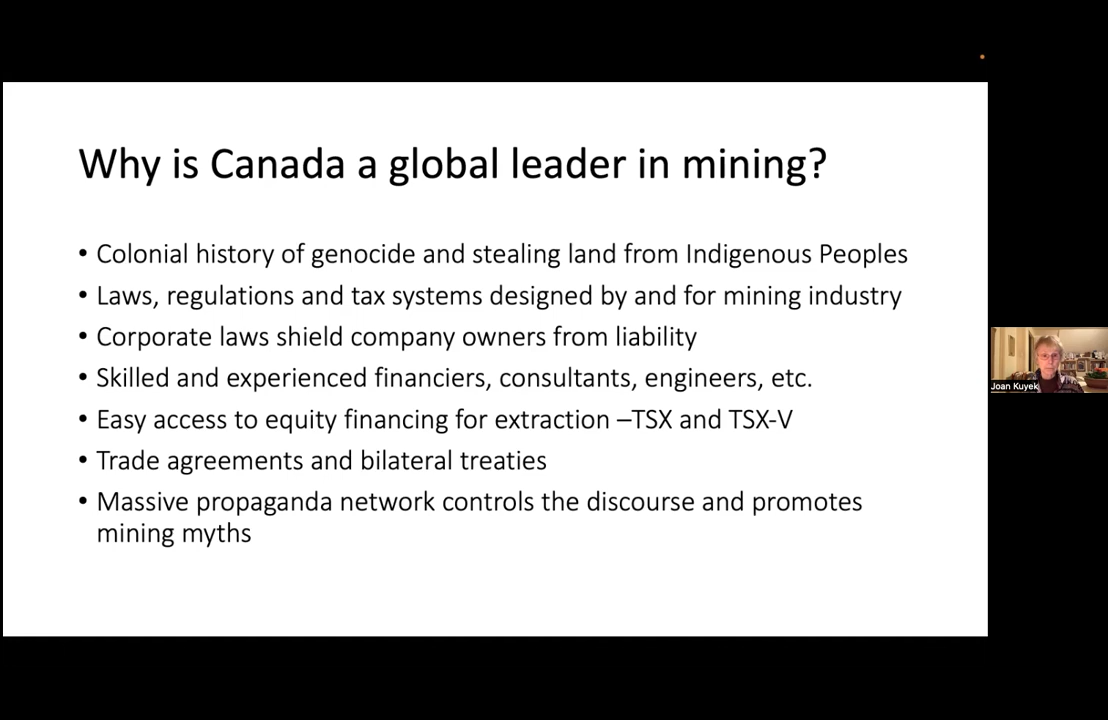 Why is Canada a global leader in mining?
• Colonial history of genocide and stealing land from Indigenous Peoples
• Laws, regulations and tax systems designed by and for mining industry
• Corporate laws shield company owners from liability
• Skilled and experienced financiers, consultants, engineers, etc.
• Easy access to equity financing for extraction –TSX and TSX-V
• Trade agreements and bilateral treaties
• Massive propaganda network controls the discourse and promotes
mining myths
Joan Kuyek